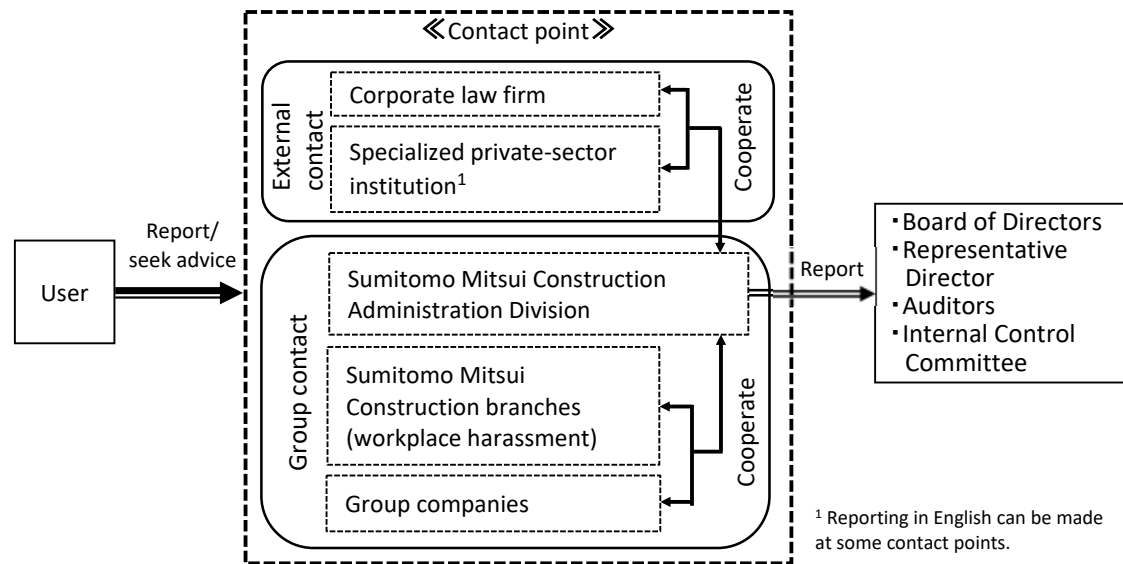 ≪Contact point≫
External
contact
Corporate law firm
Specialized private-sector
institution¹
Cooperate
User
Report/
seek advice
Group contact
Sumitomo Mitsui Construction
Administration Division
Sumitomo Mitsui
Construction branches
(workplace harassment)
Group companies
Cooperate
Report
・Board of Directors
・Representative
Director
・Auditors
・Internal Control
Committee
¹ Reporting in English can be made
at some contact points.